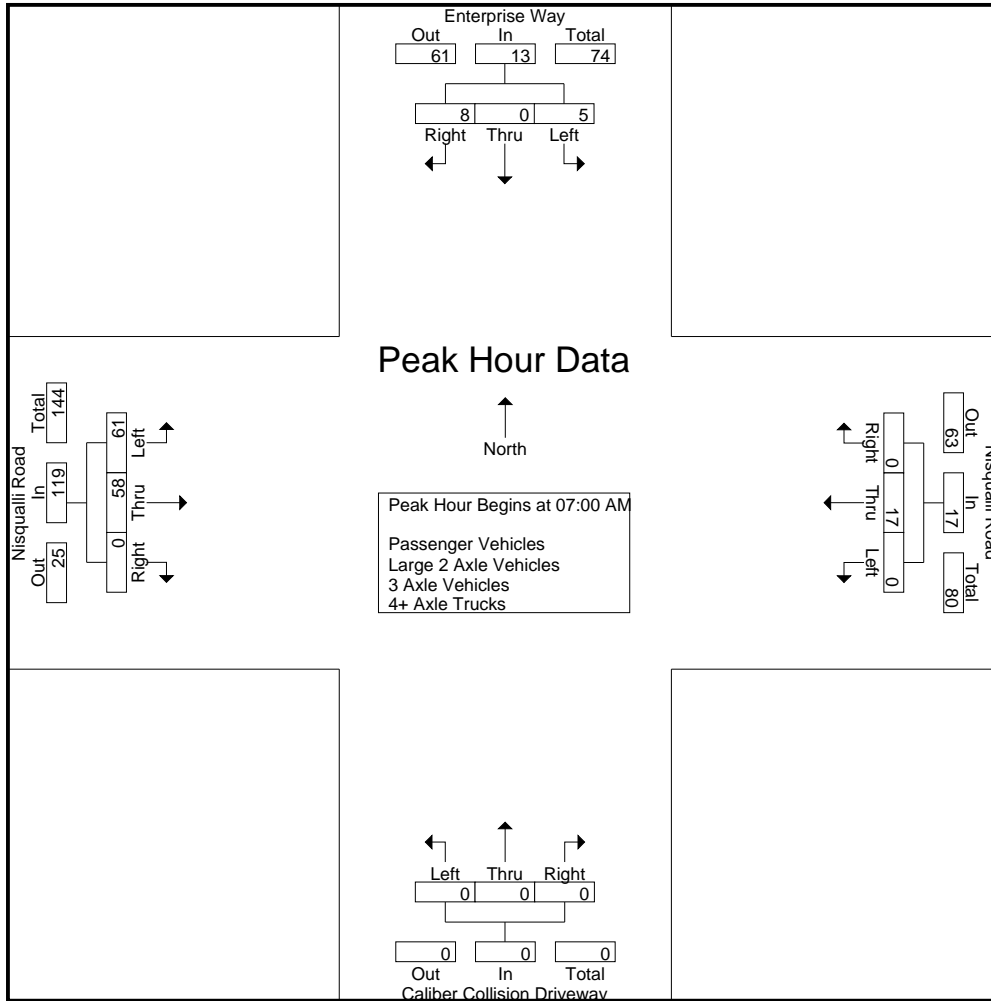 Enterprise Way
Out In Total
61 13 74
8 0 5
Right Thru Left
Peak Hour Data
North
Peak Hour Begins at 07:00 AM
Passenger Vehicles
Large 2 Axle Vehicles
3 Axle Vehicles
4+ Axle Trucks
Nisqualli Road
Total In Out
144 119 25
61 58 0
Left Thru Right
Nisqualli Road
Out In Total
63 17 80
0 17 0
Right Thru Left
Left Thru Right
0 0 0
0 0 0
Out In Total
Caliber Collision Driveway